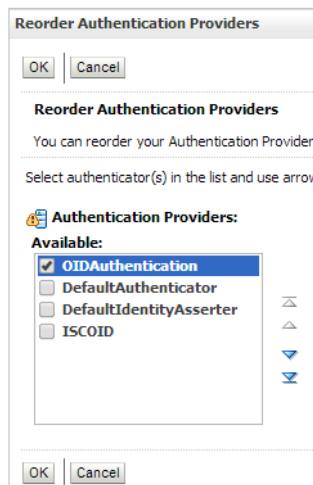 Reorder Authentication Providers
OK Cancel
Reorder Authentication Providers
You can reorder your Authentication Provider
Select authenticator(s) in the list and use arrow
Authentication Providers:
Available:
OIDAuthentication
DefaultAuthenticator
DefaultIdentityAsserter
ISCOID
OK Cancel